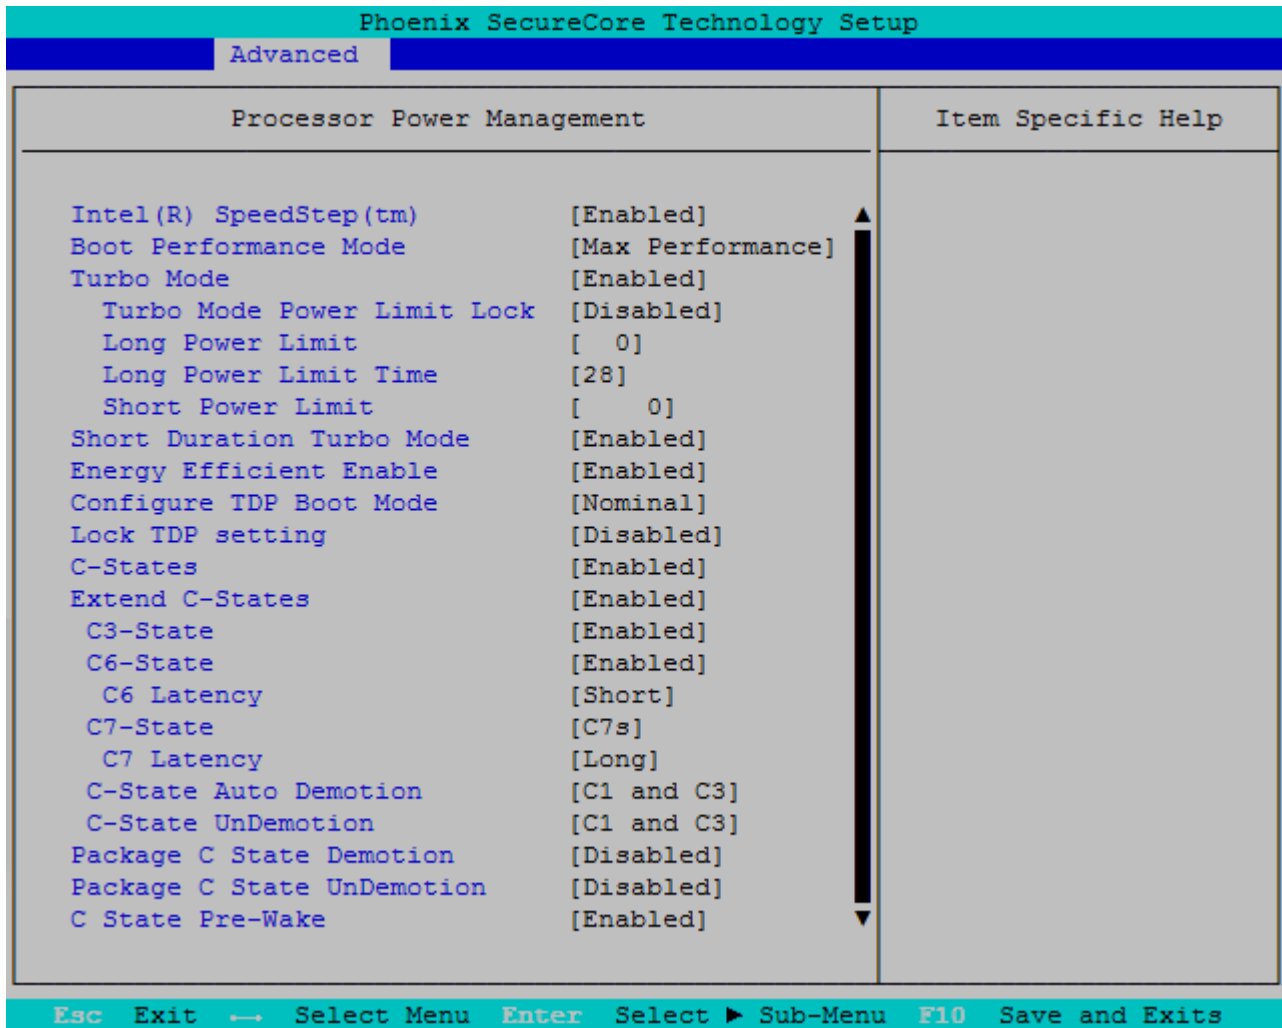 Phoenix SecureCore Technology Setup
Advanced
Processor Power Management
Item Specific Help
Intel(R) SpeedStep(tm) [Enabled]
Boot Performance Mode [Max Performance]
Turbo Mode [Enabled]
Turbo Mode Power Limit Lock [Disabled]
Long Power Limit [  0]
Long Power Limit Time [28]
Short Power Limit [    0]
Short Duration Turbo Mode [Enabled]
Energy Efficient Enable [Enabled]
Configure TDP Boot Mode [Nominal]
Lock TDP setting [Disabled]
C-States [Enabled]
Extend C-States [Enabled]
C3-State [Enabled]
C6-State [Enabled]
C6 Latency [Short]
C7-State [C7s]
C7 Latency [Long]
C-State Auto Demotion [C1 and C3]
C-State UnDemotion [C1 and C3]
Package C State Demotion [Disabled]
Package C State UnDemotion [Disabled]
C State Pre-Wake [Enabled]
Esc Exit ↔ Select Menu Enter Select ► Sub-Menu F10 Save and Exits